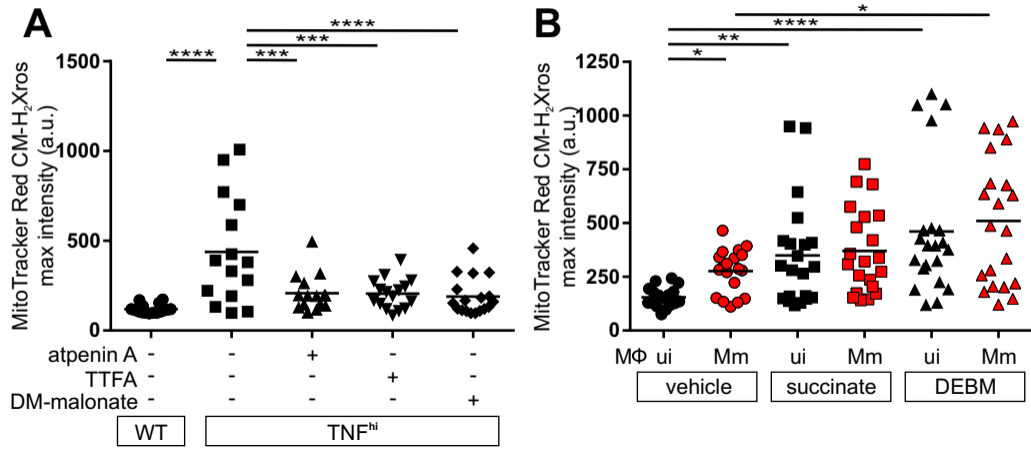 A
****
***
**** ***
MitoTracker Red CM-H₂Xros
max intensity (a.u.)
1500
1000
500
0
atpenin A - - + - -
TTFA - - - + -
DM-malonate - - - - +
WT TNFʰⁱ
B
*
****
**
*
MitoTracker Red CM-H₂Xros
max intensity (a.u.)
1250
1000
750
500
250
0
MΦ ui Mm ui Mm ui Mm
vehicle succinate DEBM